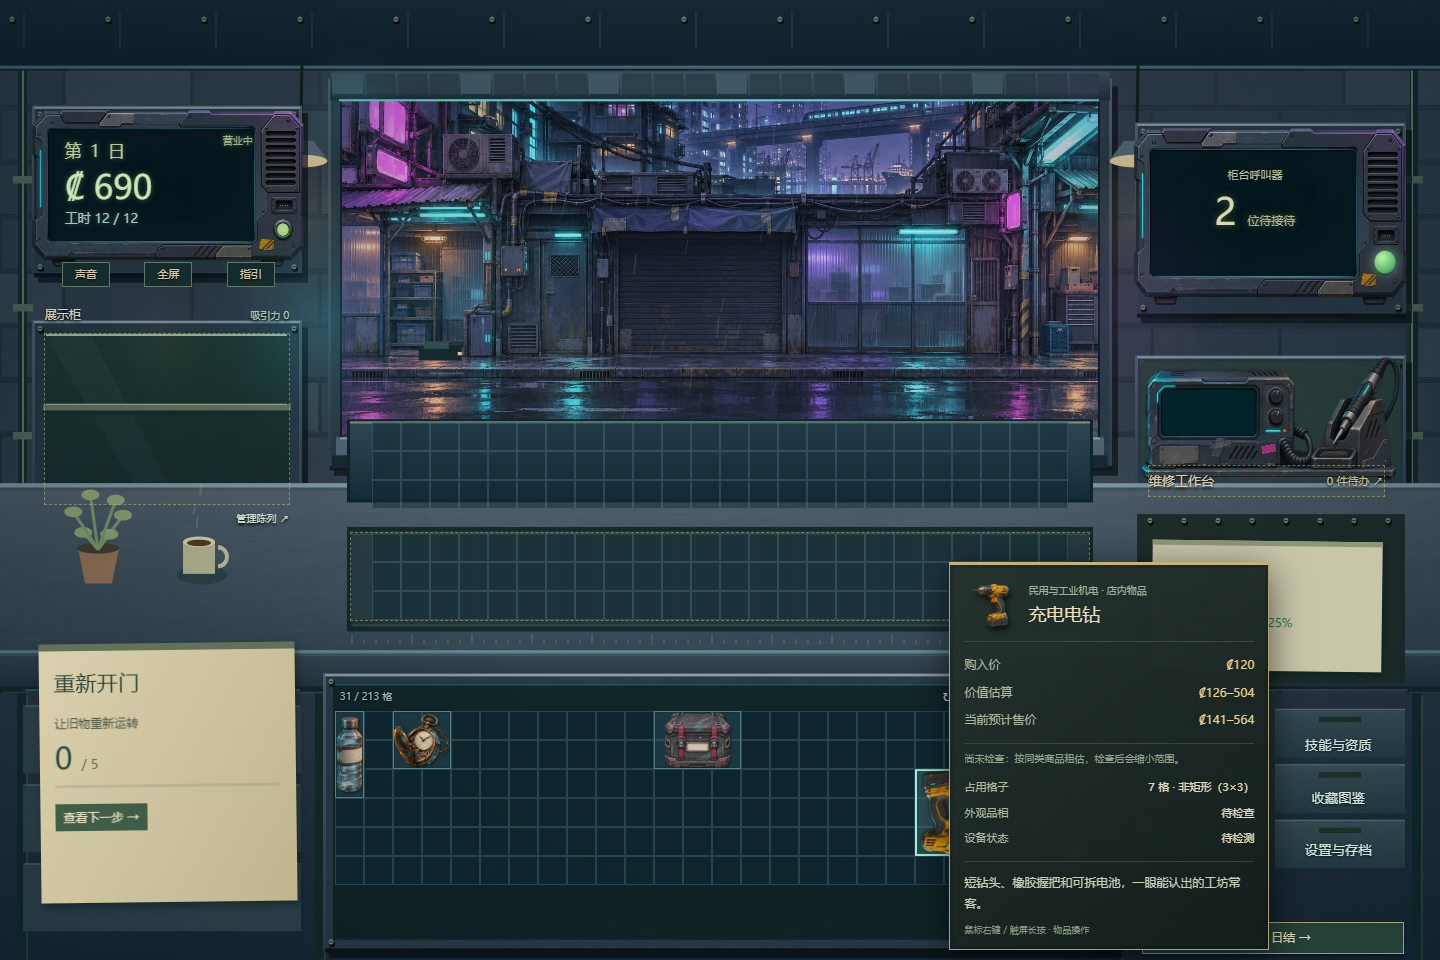 第 1 日
营业中
₡ 690
工时 12 / 12
声音
全屏
指引
柜台呼叫器
2 位待接待
展示柜
吸引力 0
管理陈列 ↗
维修工作台
0 件待办 ↗
25%
重新开门
让旧物重新运转
0 / 5
查看下一步 →
31 / 213 格
民用与工业机电 · 店内物品
充电电钻
购入价
₡120
价值估算
₡126–504
当前预计售价
₡141–564
尚未检查：按同类商品粗估，检查后会缩小范围。
占用格子
7 格 · 非矩形（3×3）
外观品相
待检查
设备状态
待检测
短钻头、橡胶握把和可拆电池，一眼能认出的工坊常
客。
鼠标右键 / 触屏长按 · 物品操作
技能与资质
收藏图鉴
设置与存档
日结 →